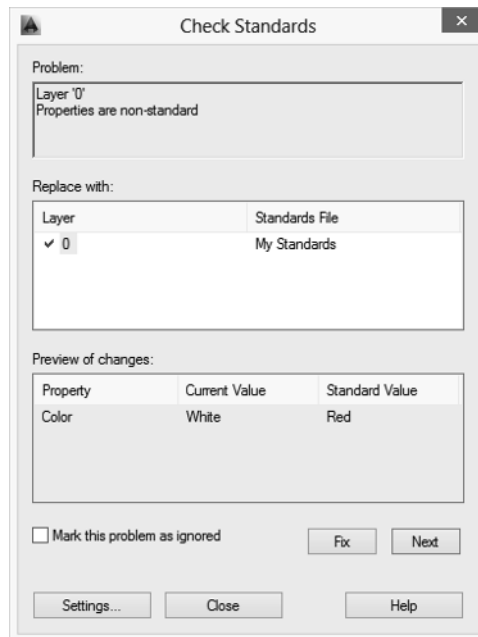 Check Standards
Problem:
Layer '0'
Properties are non-standard
Replace with:
Layer Standards File
0 My Standards
Preview of changes:
Property Current Value Standard Value
Color White Red
Mark this problem as ignored Fix Next
Settings... Close Help